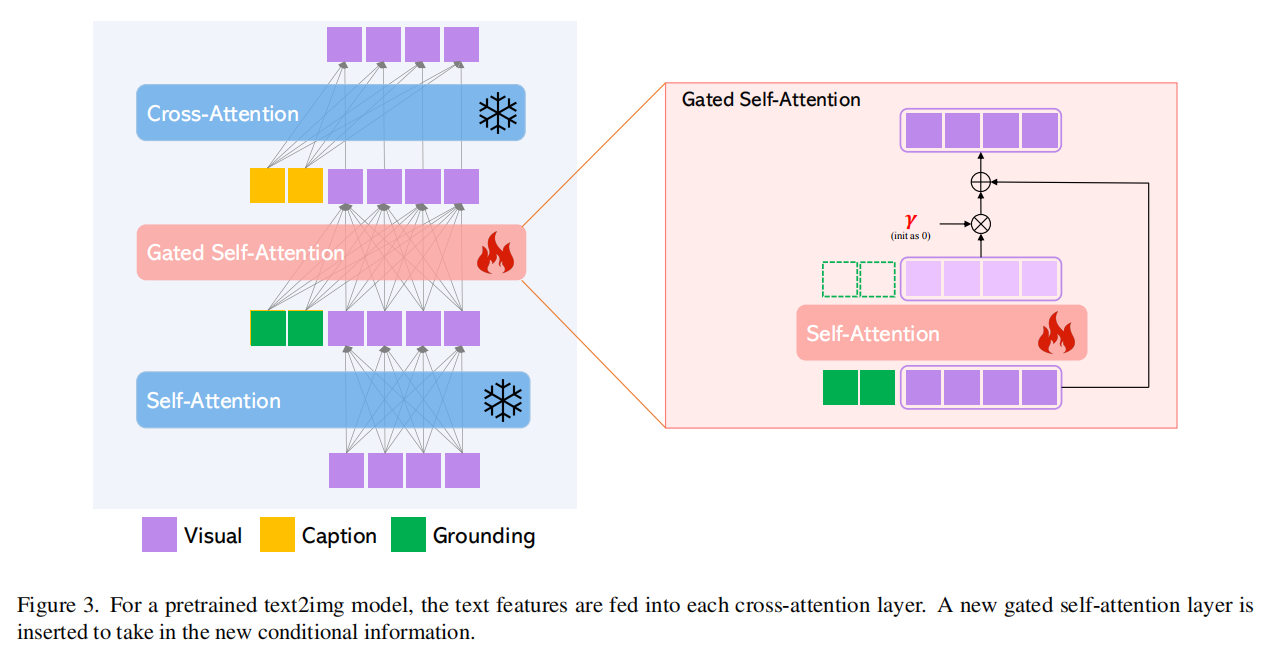 Cross-Attention
Gated Self-Attention
Self-Attention
Visual
Caption
Grounding
Gated Self-Attention
γ
(init as 0)
Self-Attention
Figure 3. For a pretrained text2img model, the text features are fed into each cross-attention layer. A new gated self-attention layer is
inserted to take in the new conditional information.